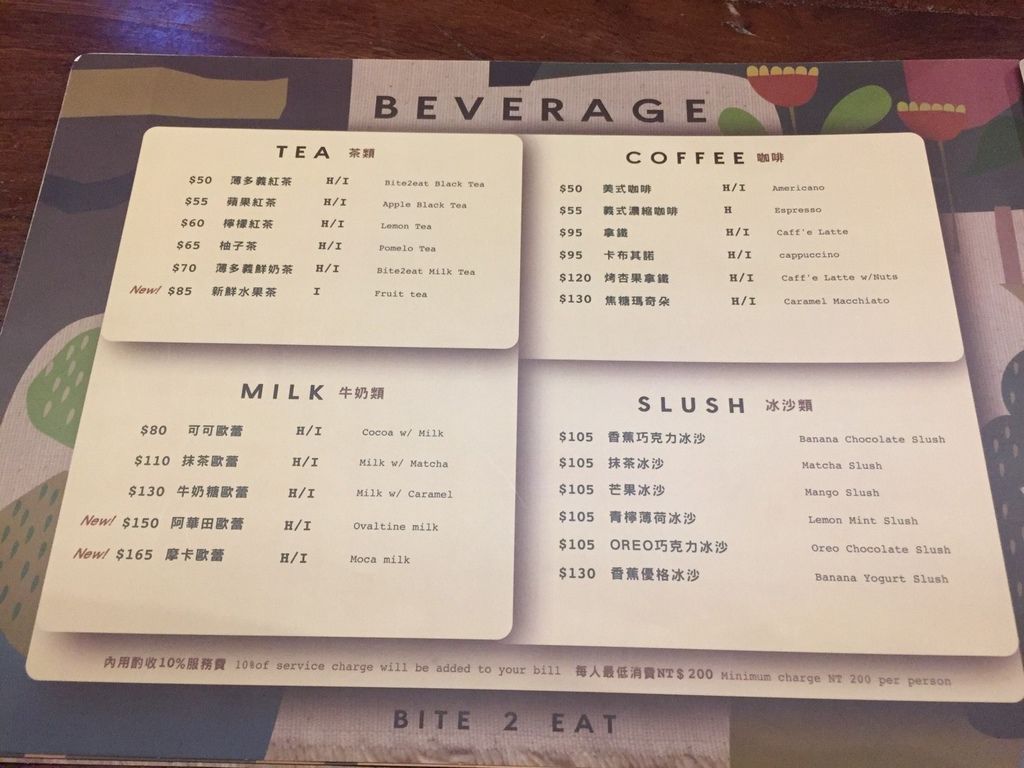 BEVERAGE
TEA 茶類
$50 薄多義紅茶 H/I Bite2eat Black Tea
$55 蘋果紅茶 H/I Apple Black Tea
$60 檸檬紅茶 H/I Lemon Tea
$65 柚子茶 H/I Pomelo Tea
$70 薄多義鮮奶茶 H/I Bite2eat Milk Tea
New! $85 新鮮水果茶 I Fruit tea
COFFEE 咖啡
$50 美式咖啡 H/I Americano
$55 義式濃縮咖啡 H Espresso
$95 拿鐵 H/I Caff'e Latte
$95 卡布其諾 H/I cappuccino
$120 烤杏果拿鐵 H/I Caff'e Latte w/Nuts
$130 焦糖瑪奇朵 H/I Caramel Macchiato
MILK 牛奶類
$80 可可歐蕾 H/I Cocoa w/ Milk
$110 抹茶歐蕾 H/I Milk w/ Matcha
$130 牛奶糖歐蕾 H/I Milk w/ Caramel
New! $150 阿華田歐蕾 H/I Ovaltine milk
New! $165 摩卡歐蕾 H/I Moca milk
SLUSH 冰沙類
$105 香蕉巧克力冰沙 Banana Chocolate Slush
$105 抹茶冰沙 Matcha Slush
$105 芒果冰沙 Mango Slush
$105 青檸薄荷冰沙 Lemon Mint Slush
$105 OREO巧克力冰沙 Oreo Chocolate Slush
$130 香蕉優格冰沙 Banana Yogurt Slush
內用酌收10%服務費 10%of service charge will be added to your bill 每人最低消費NT$200 Minimum charge NT 200 per person
BITE 2 EAT